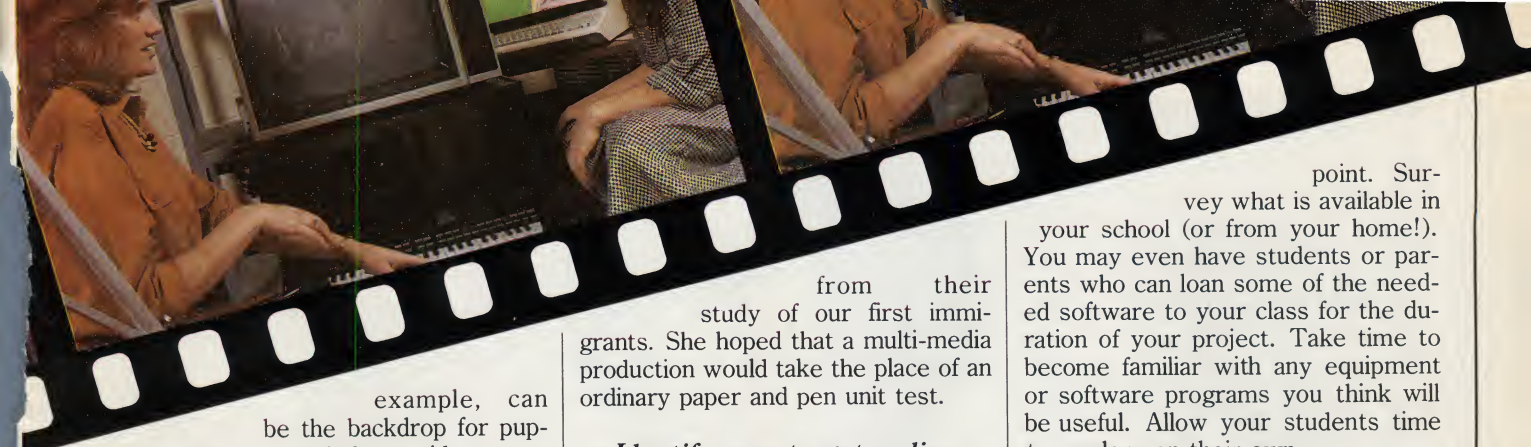 example, can
be the backdrop for pup-
from their
study of our first immi-
grants. She hoped that a multi-media
production would take the place of an
ordinary paper and pen unit test.
point. Sur-
vey what is available in
your school (or from your home!).
You may even have students or par-
ents who can loan some of the need-
ed software to your class for the du-
ration of your project. Take time to
become familiar with any equipment
or software programs you think will
be useful. Allow your students time